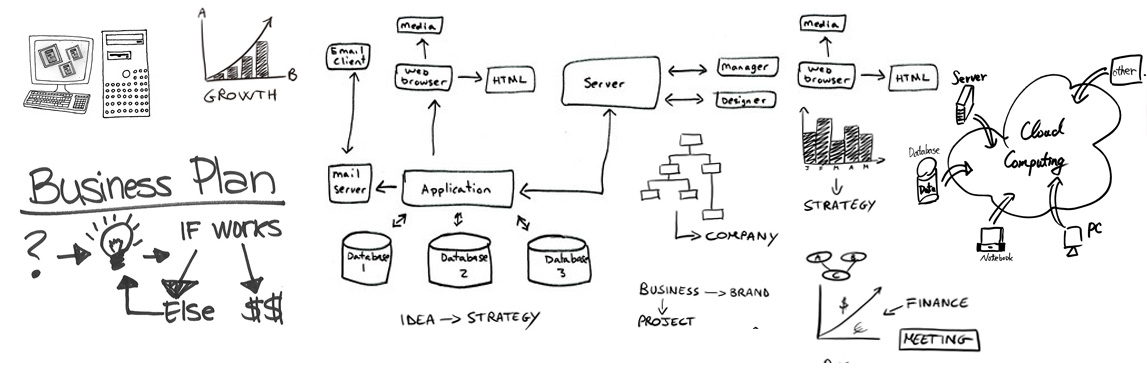 A
B
GROWTH
Business Plan
?
IF WORKS
Else
$$
Email
Client
Media
Web
browser
HTML
Server
Manager
Designer
mail
server
Application
Database
1
Database
2
Database
3
IDEA → STRATEGY
COMPANY
BUSINESS → BRAND
PROJECT
Media
Web
browser
HTML
J F M A M
STRATEGY
A
B
C
$
€
FINANCE
MEETING
Server
other
Cloud
Computing
Database
Data
Notebook
PC